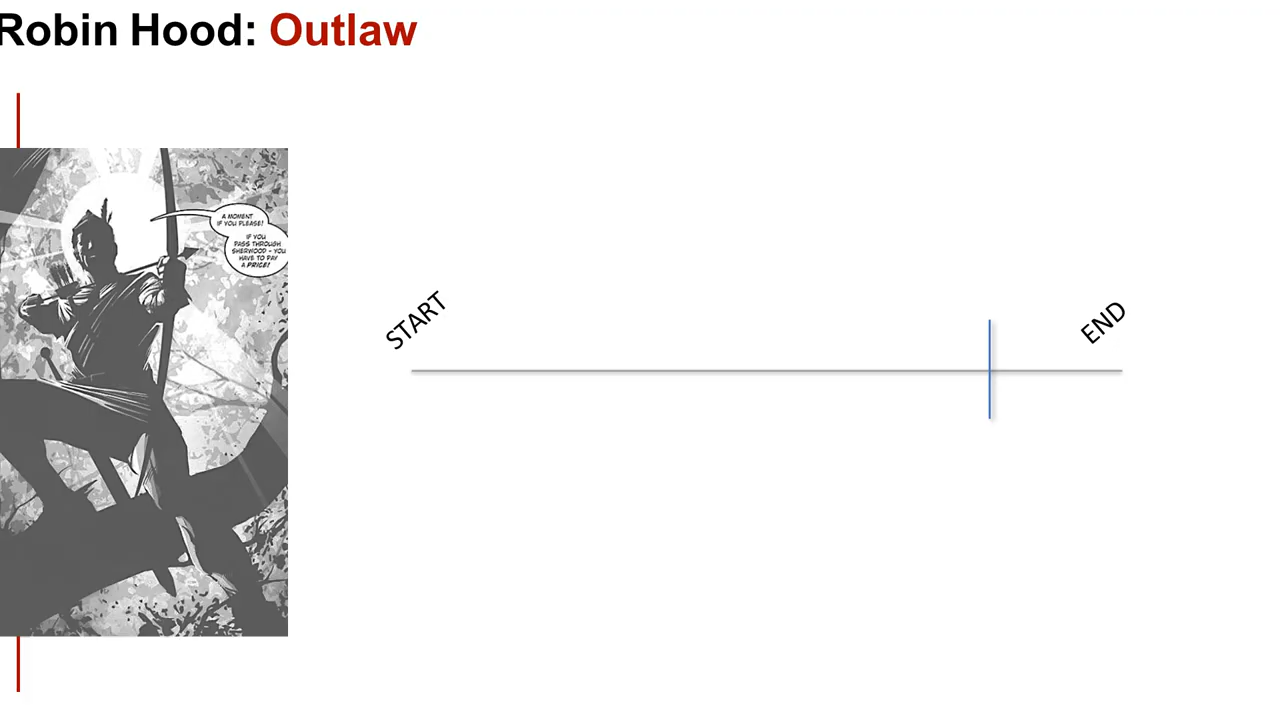 Robin Hood: Outlaw
A MOMENT
IF YOU PLEASE!
IF YOU
PASS THROUGH
SHERWOOD - YOU
HAVE TO PAY
A PRICE!
START
END